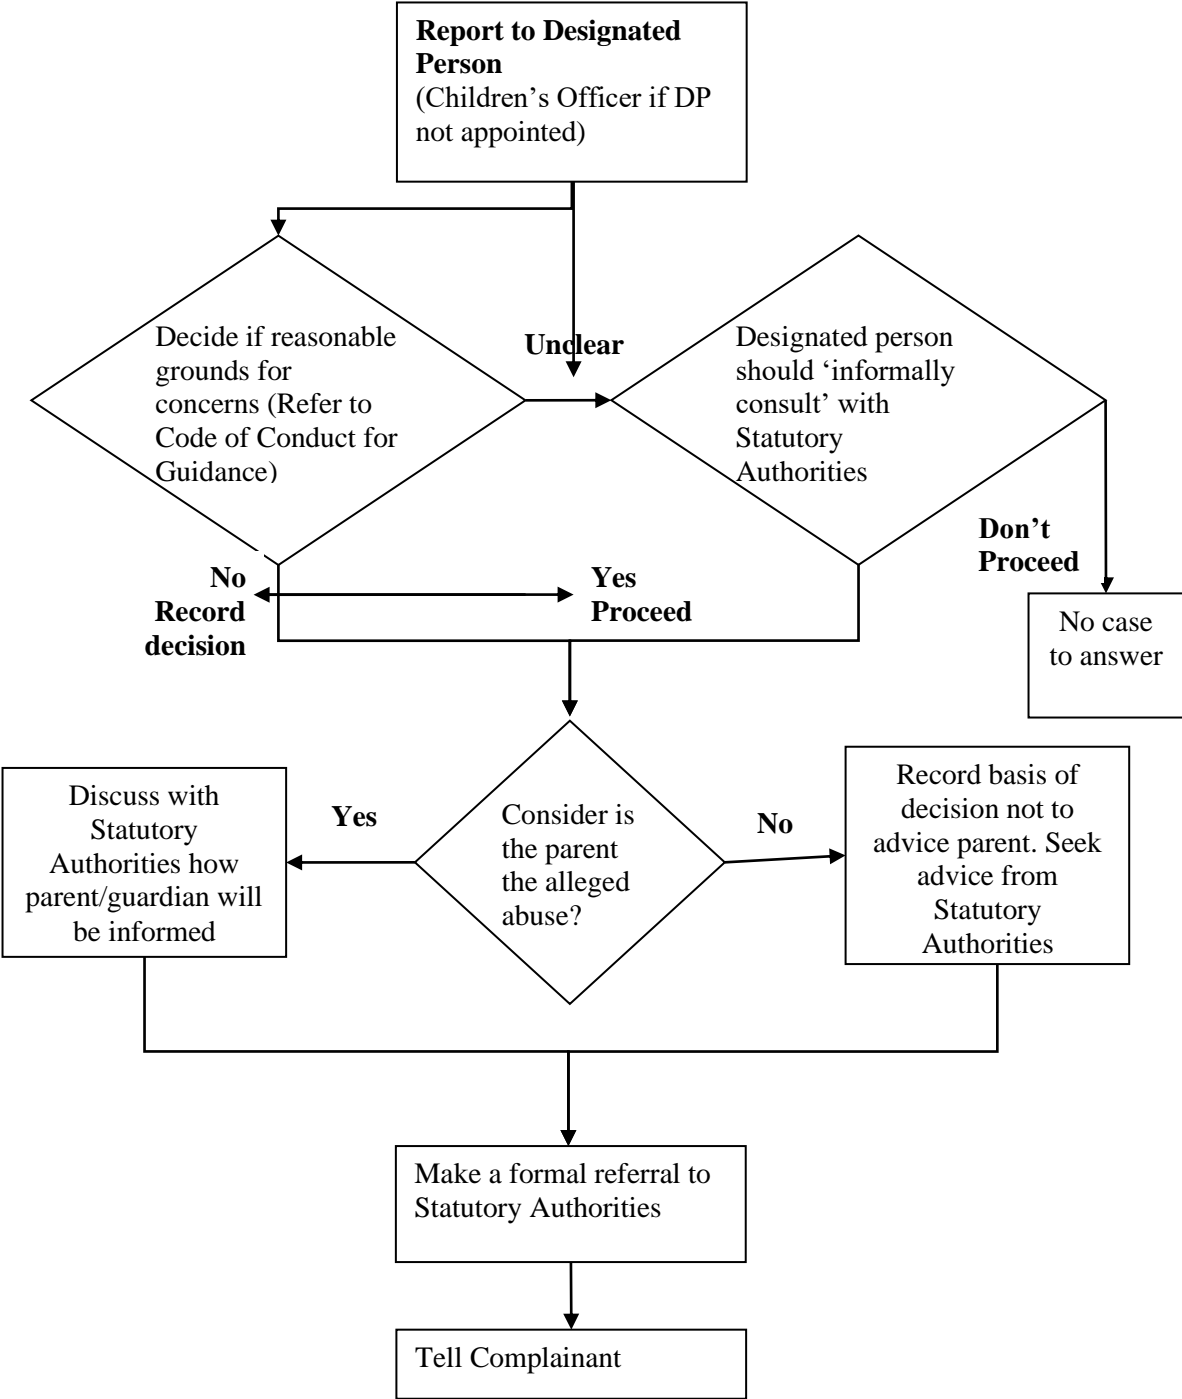 Report to Designated
Person
(Children’s Officer if DP
not appointed)
Decide if reasonable
grounds for
concerns (Refer to
Code of Conduct for
Guidance)
Unclear
Designated person
should ‘informally
consult’ with
Statutory
Authorities
Don’t
Proceed
No
Record
decision
Yes
Proceed
No case
to answer
Discuss with
Statutory
Authorities how
parent/guardian will
be informed
Yes
Consider is
the parent
the alleged
abuse?
No
Record basis of
decision not to
advice parent. Seek
advice from
Statutory
Authorities
Make a formal referral to
Statutory Authorities
Tell Complainant